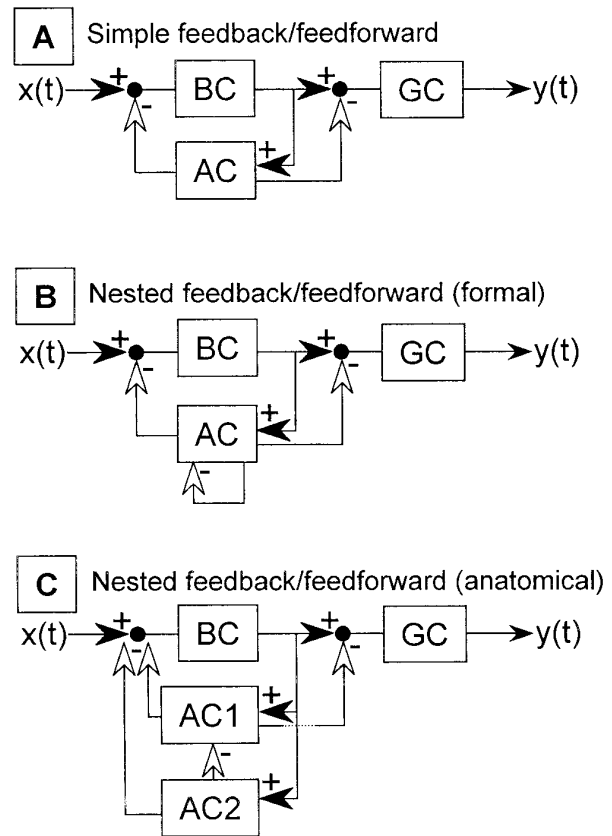 A Simple feedback/feedforward
x(t) + - BC + - GC y(t)
AC +
B Nested feedback/feedforward (formal)
x(t) + - BC + - GC y(t)
AC +
-
C Nested feedback/feedforward (anatomical)
x(t) + - BC + - GC y(t)
AC1 +
-
AC2 +